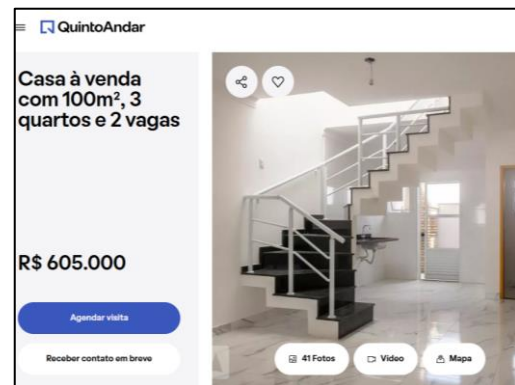 QuintoAndar
Casa à venda
com 100m², 3
quartos e 2 vagas
R$ 605.000
Agendar visita
Receber contato em breve
41 Fotos
Vídeo
Mapa